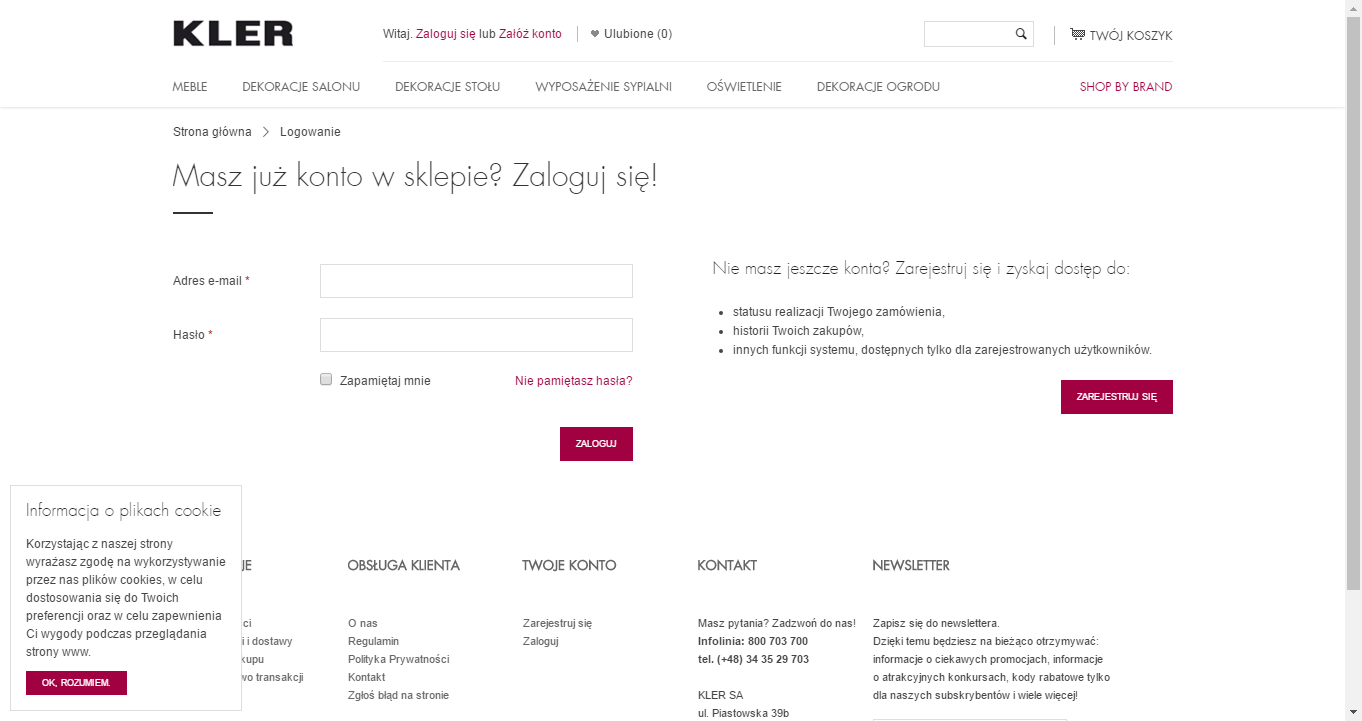 KLER
Witaj. Zaloguj się lub Załóż konto
Ulubione (0)
TWÓJ KOSZYK
MEBLE
DEKORACJE SALONU
DEKORACJE STOŁU
WYPOSAŻENIE SYPIALNI
OŚWIETLENIE
DEKORACJE OGRODU
SHOP BY BRAND
Strona główna
Logowanie
Masz już konto w sklepie? Zaloguj się!
Adres e-mail *
Hasło *
Zapamiętaj mnie
Nie pamiętasz hasła?
ZALOGUJ
Nie masz jeszcze konta? Zarejestruj się i zyskaj dostęp do:
statusu realizacji Twojego zamówienia,
historii Twoich zakupów,
innych funkcji systemu, dostępnych tylko dla zarejestrowanych użytkowników.
ZAREJESTRUJ SIĘ
Informacja o plikach cookie
Korzystając z naszej strony
wyrażasz zgodę na wykorzystywanie
przez nas plików cookies, w celu
dostosowania się do Twoich
preferencji oraz w celu zapewnienia
Ci wygody podczas przeglądania
strony www.
OK, ROZUMIEM.
i dostawy
transakcji
OBSŁUGA KLIENTA
O nas
Regulamin
Polityka Prywatności
Kontakt
Zgłoś błąd na stronie
TWOJE KONTO
Zarejestruj się
Zaloguj
KONTAKT
Masz pytania? Zadzwoń do nas!
Infolinia: 800 703 700
tel. (+48) 34 35 29 703
KLER SA
ul. Piastowska 39b
NEWSLETTER
Zapisz się do newslettera.
Dzięki temu będziesz na bieżąco otrzymywać:
informacje o ciekawych promocjach, informacje
o atrakcyjnych konkursach, kody rabatowe tylko
dla naszych subskrybentów i wiele więcej!